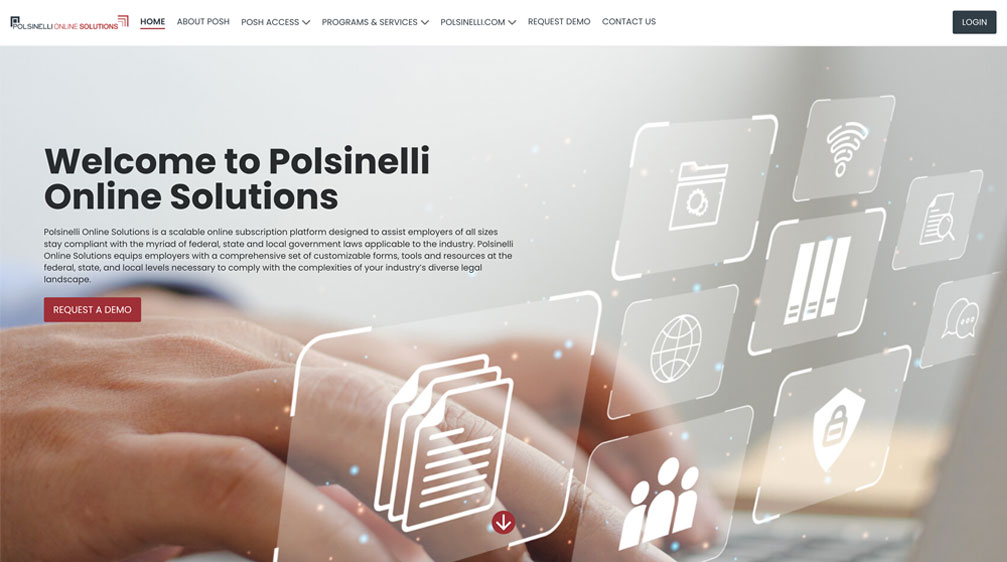 POLSINELLI ONLINE SOLUTIONS
HOME
ABOUT POSH
POSH ACCESS
PROGRAMS & SERVICES
POLSINELLI.COM
REQUEST DEMO
CONTACT US
LOGIN
Welcome to Polsinelli
Online Solutions
Polsinelli Online Solutions is a scalable online subscription platform designed to assist employers of all sizes
stay compliant with the myriad of federal, state and local government laws applicable to the industry. Polsinelli
Online Solutions equips employers with a comprehensive set of customizable forms, tools and resources at the
federal, state, and local levels necessary to comply with the complexities of your industry’s diverse legal
landscape.
REQUEST A DEMO